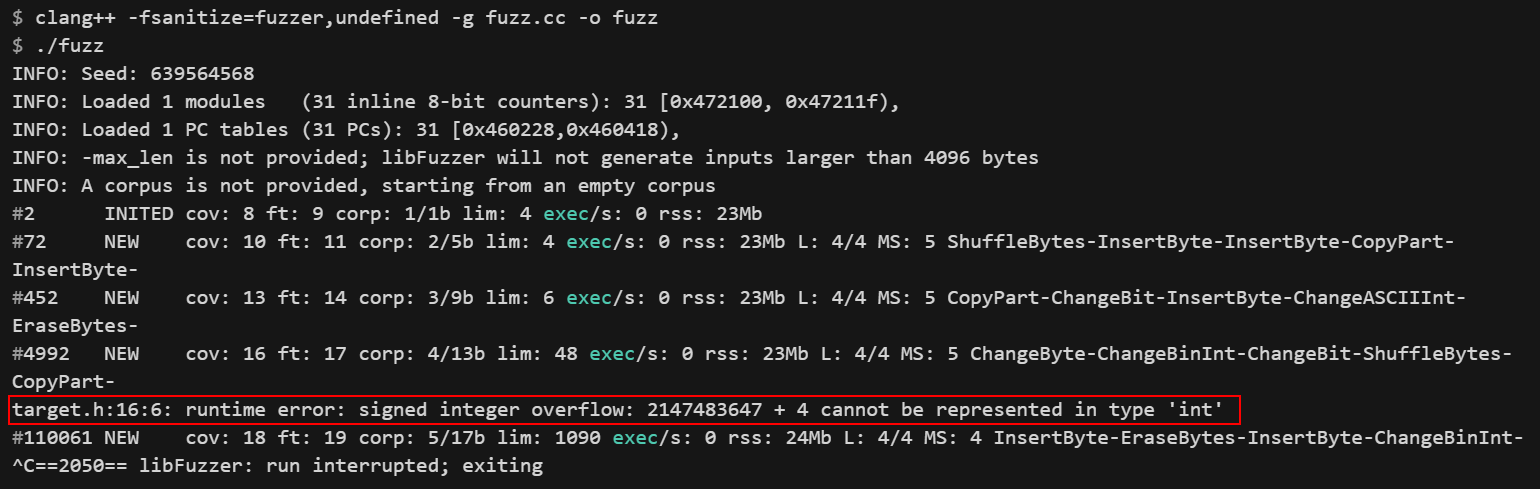 $ clang++ -fsanitize=fuzzer,undefined -g fuzz.cc -o fuzz
$ ./fuzz
INFO: Seed: 639564568
INFO: Loaded 1 modules   (31 inline 8-bit counters): 31 [0x472100, 0x47211f),
INFO: Loaded 1 PC tables (31 PCs): 31 [0x460228,0x460418),
INFO: -max_len is not provided; libFuzzer will not generate inputs larger than 4096 bytes
INFO: A corpus is not provided, starting from an empty corpus
#2      INITED cov: 8 ft: 9 corp: 1/1b lim: 4 exec/s: 0 rss: 23Mb
#72     NEW    cov: 10 ft: 11 corp: 2/5b lim: 4 exec/s: 0 rss: 23Mb L: 4/4 MS: 5 ShuffleBytes-InsertByte-InsertByte-CopyPart-
InsertByte-
#452    NEW    cov: 13 ft: 14 corp: 3/9b lim: 6 exec/s: 0 rss: 23Mb L: 4/4 MS: 5 CopyPart-ChangeBit-InsertByte-ChangeASCIIInt-
EraseBytes-
#4992   NEW    cov: 16 ft: 17 corp: 4/13b lim: 48 exec/s: 0 rss: 23Mb L: 4/4 MS: 5 ChangeByte-ChangeBinInt-ChangeBit-ShuffleBytes-
CopyPart-
target.h:16:6: runtime error: signed integer overflow: 2147483647 + 4 cannot be represented in type 'int'
#110061 NEW    cov: 18 ft: 19 corp: 5/17b lim: 1090 exec/s: 0 rss: 24Mb L: 4/4 MS: 4 InsertByte-EraseBytes-InsertByte-ChangeBinInt-
^C==2050== libFuzzer: run interrupted; exiting